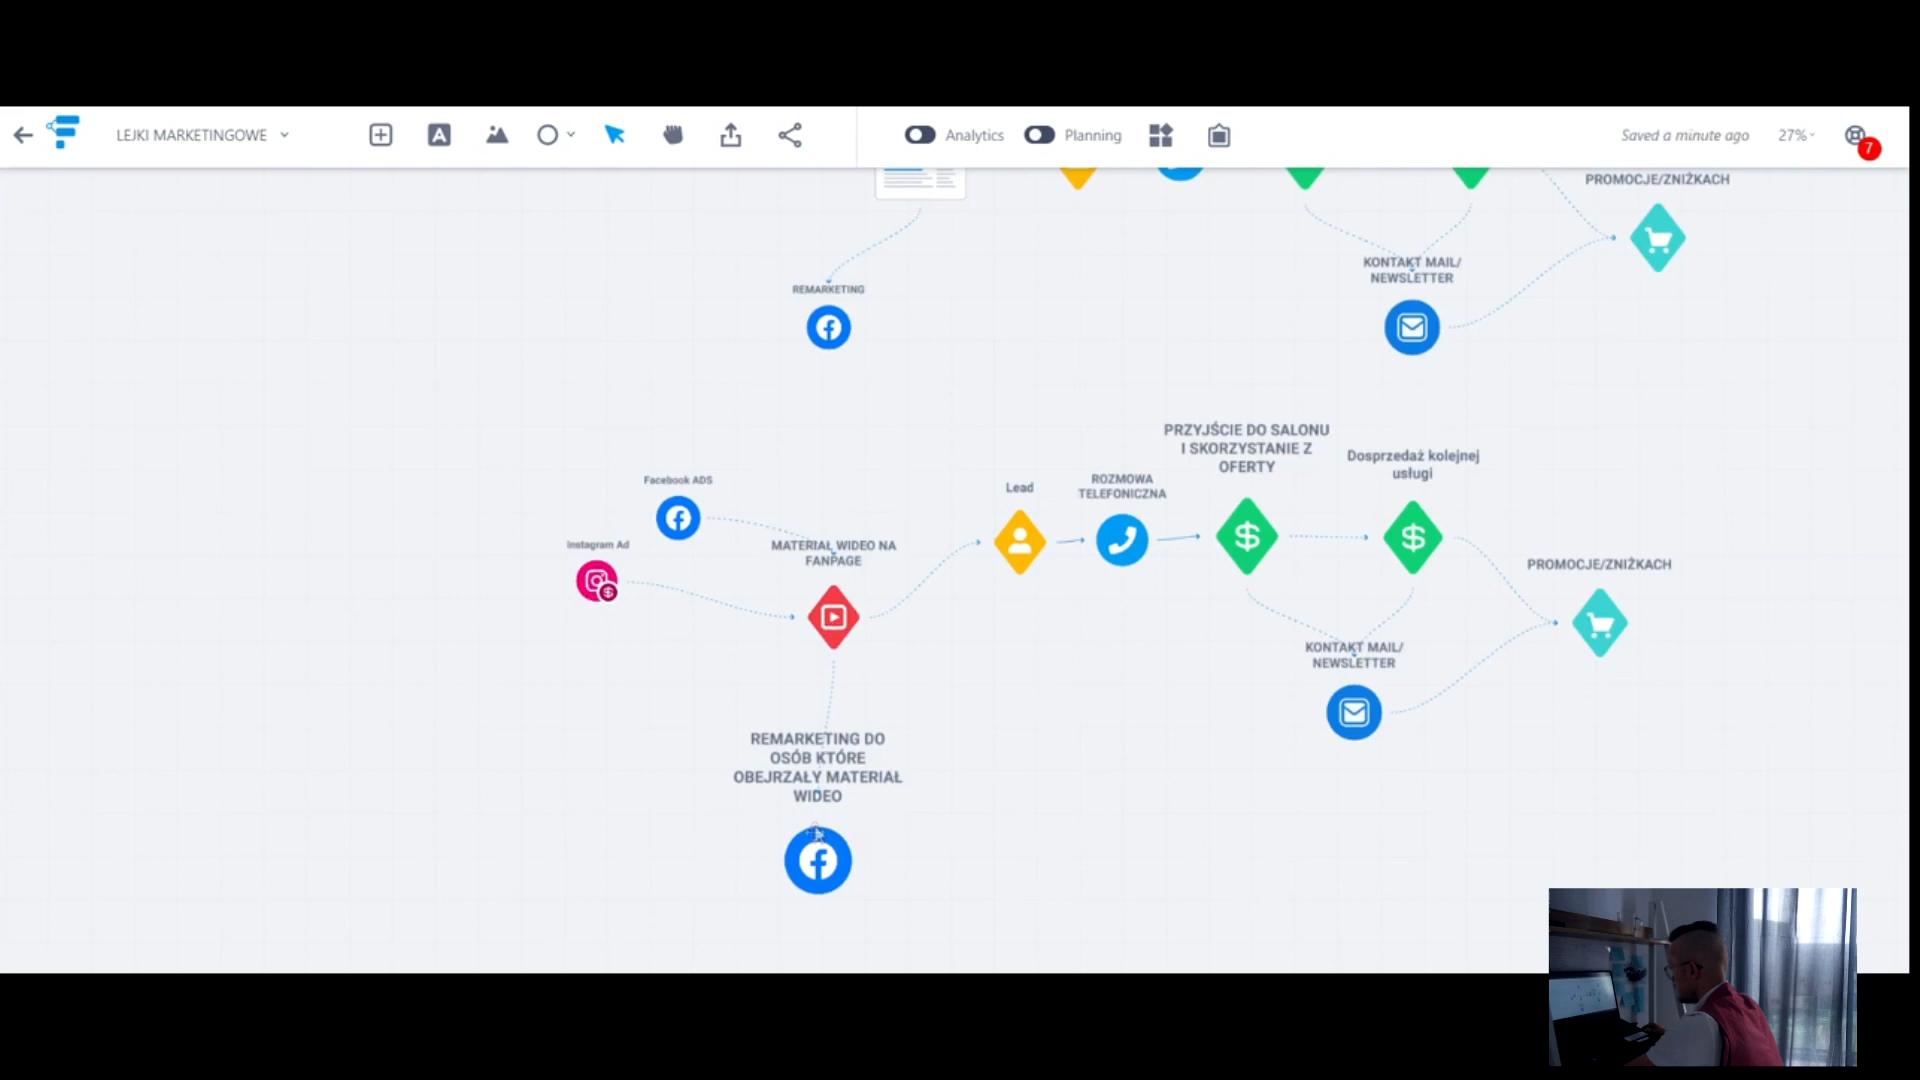 LEJKI MARKETINGOWE
A
Analytics
Planning
Saved a minute ago
27%
7
PROMOCJE/ZNIŻKACH
KONTAKT MAIL/
NEWSLETTER
REMARKETING
PRZYJŚCIE DO SALONU
I SKORZYSTANIE Z
OFERTY
Dosprzedaż kolejnej
usługi
Facebook ADS
Lead
ROZMOWA
TELEFONICZNA
Instagram Ad
MATERIAŁ WIDEO NA
FANPAGE
PROMOCJE/ZNIŻKACH
KONTAKT MAIL/
NEWSLETTER
REMARKETING DO
OSÓB KTÓRE
OBEJRZAŁY MATERIAŁ
WIDEO